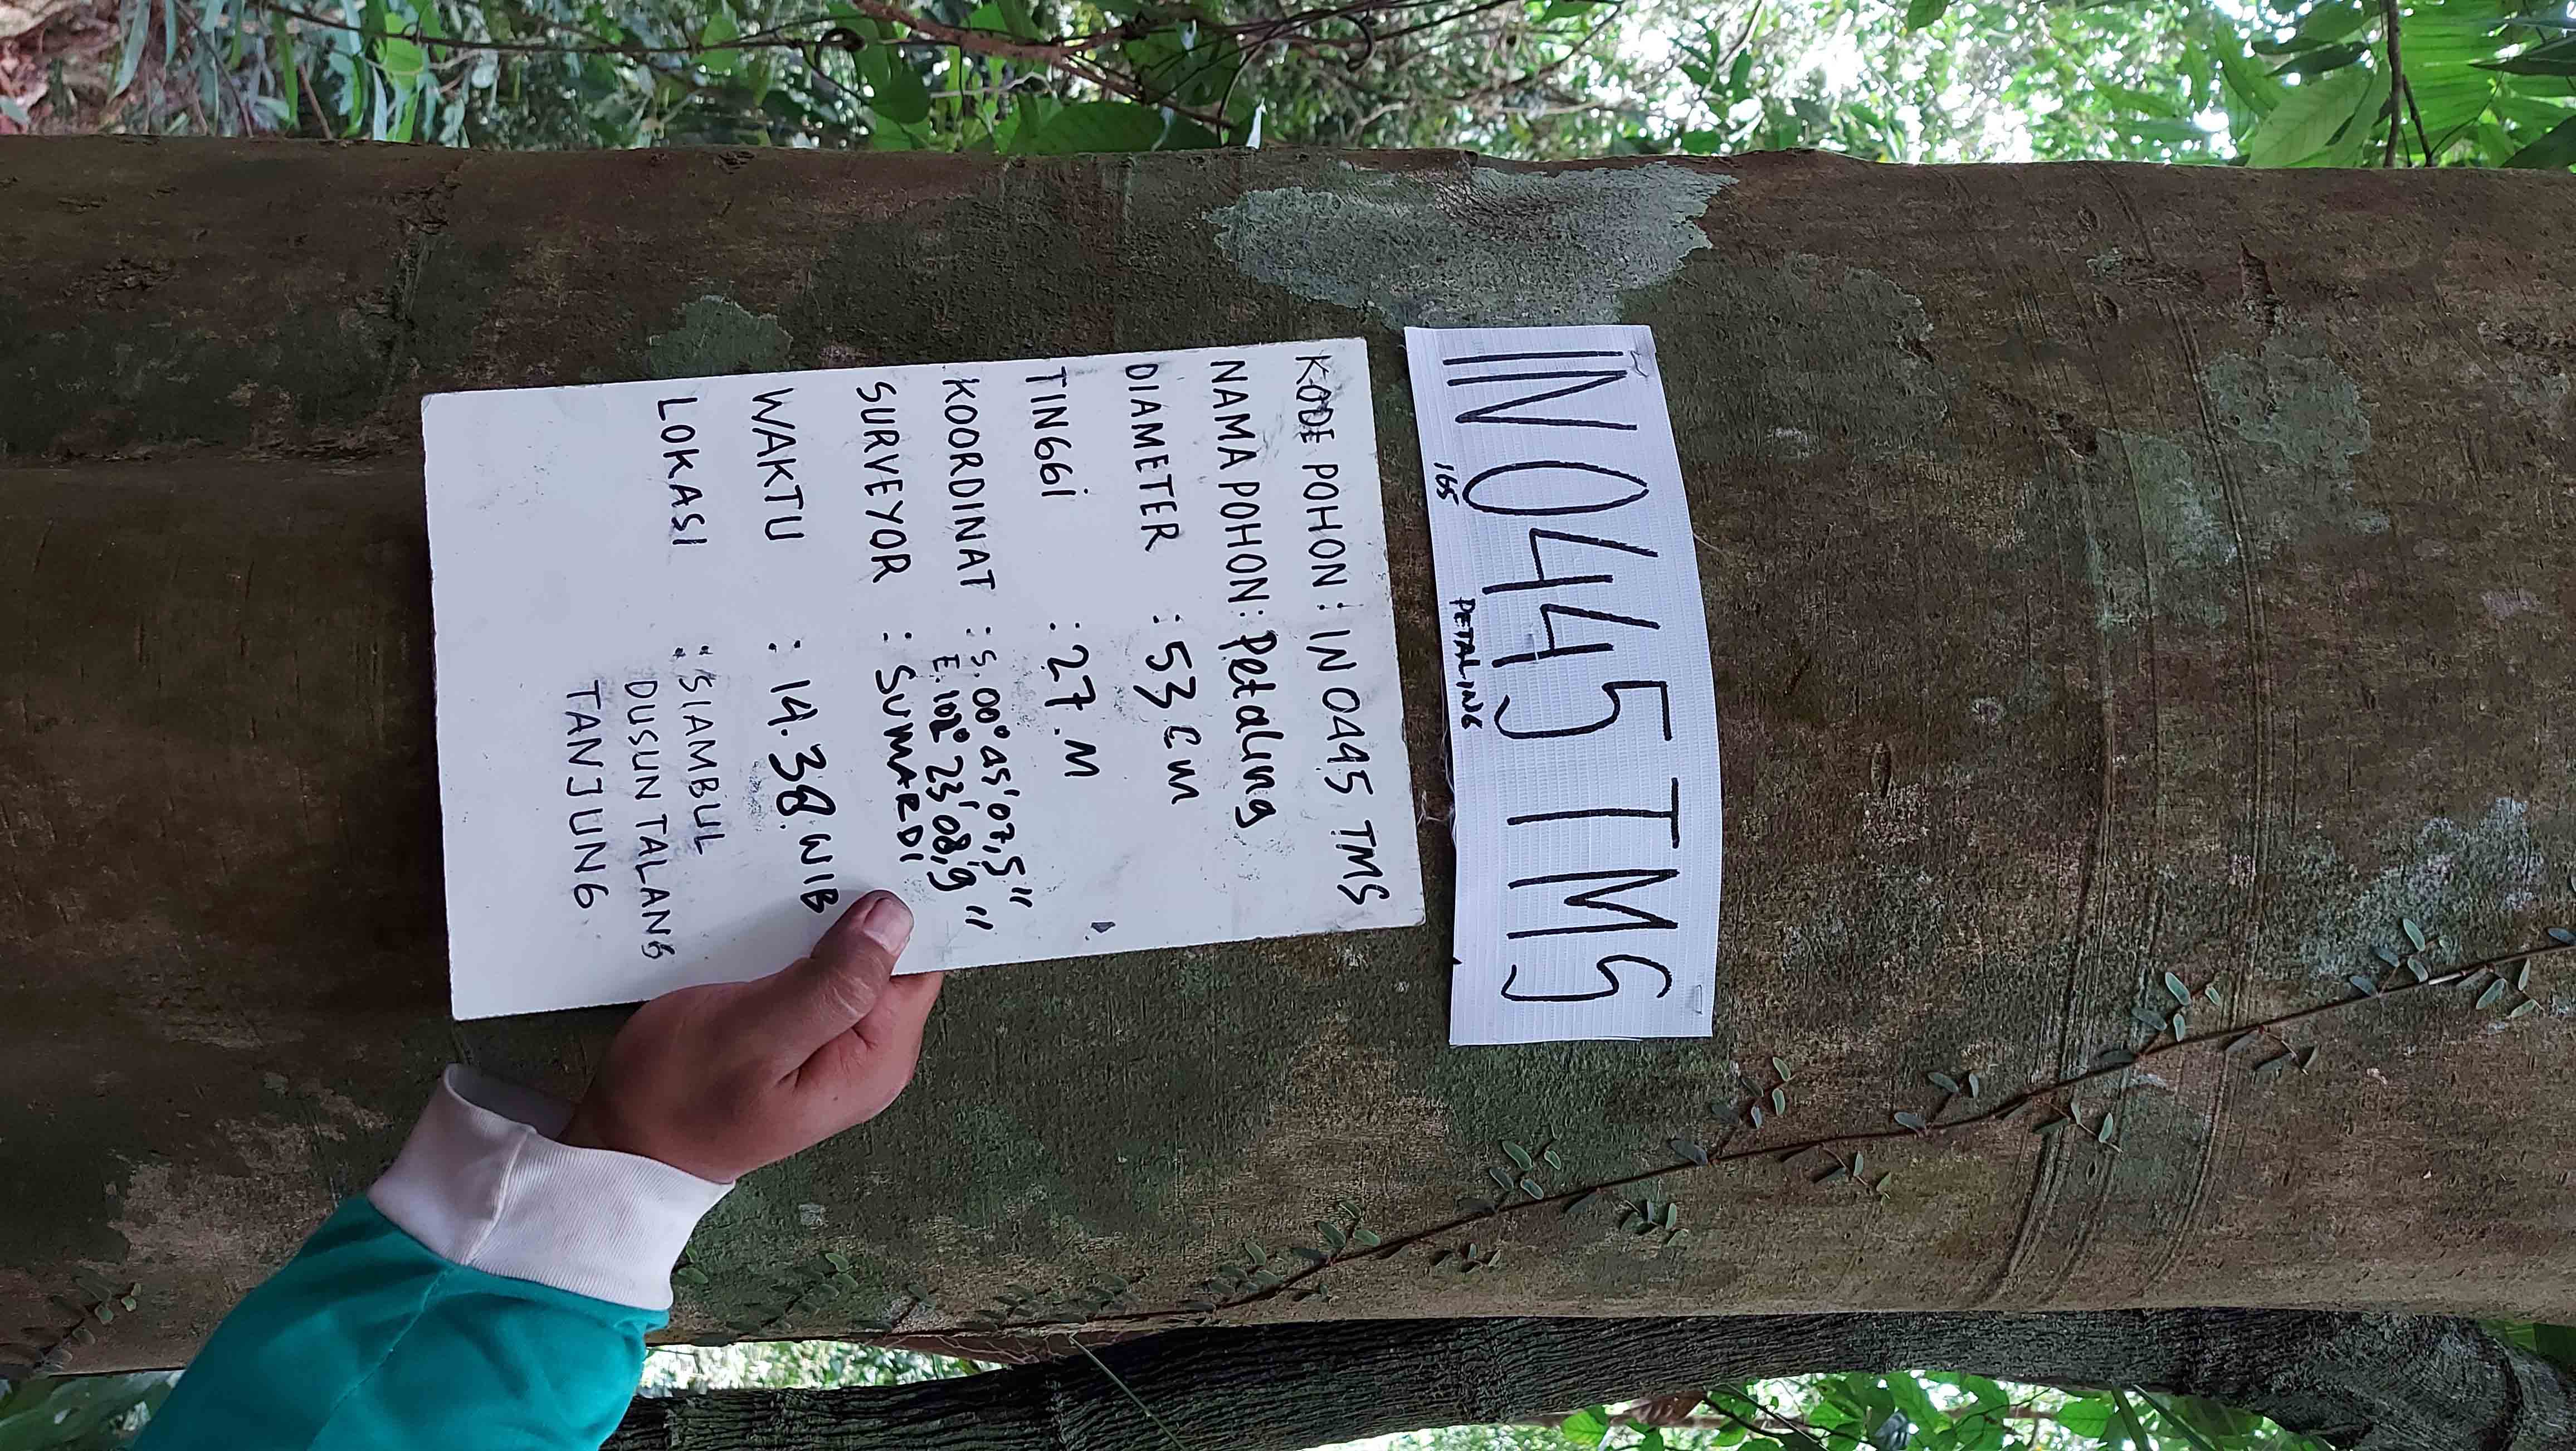 IN 0445 TMS
165 PETALING
KODE POHON : IN 0445 TMS
NAMA POHON : Petaling
DIAMETER : 53 cm
TINGGI : 27 M
KOORDINAT : S. 00° 45' 07,5"
E. 102° 23' 08,9"
SURVEYOR : SUMARDI
WAKTU : 14.38 WIB
LOKASI : SIAMBUL
DUSUN TALANG
TANJUNG